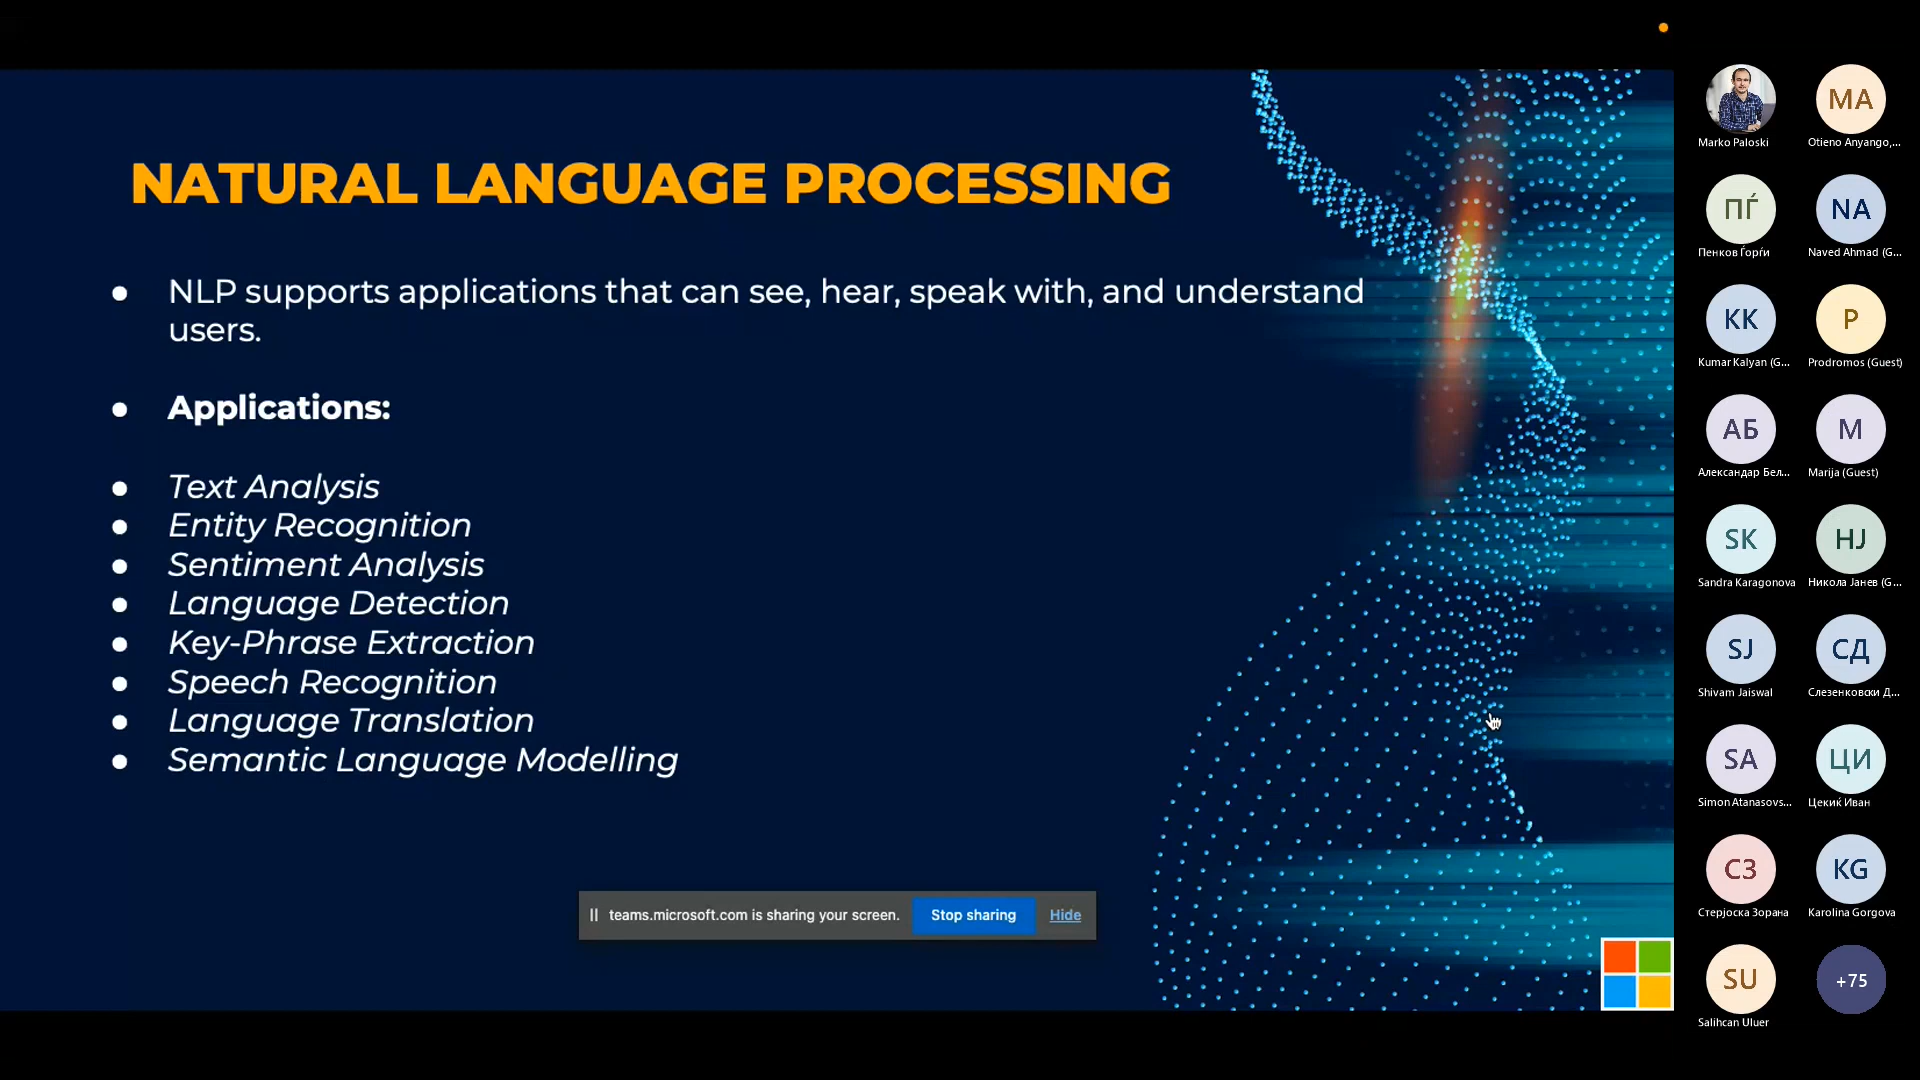 NATURAL LANGUAGE PROCESSING
● NLP supports applications that can see, hear, speak with, and understand
users.
● Applications:
● Text Analysis
● Entity Recognition
● Sentiment Analysis
● Language Detection
● Key-Phrase Extraction
● Speech Recognition
● Language Translation
● Semantic Language Modelling
teams.microsoft.com is sharing your screen. Stop sharing Hide
MA
Marko Paloski Otieno Anyango,...
ПЃ NA
Пенков Ѓорѓи Naved Ahmad (G...
KK P
Kumar Kalyan (G... Prodromos (Guest)
АБ M
Александар Бел... Marija (Guest)
SK НЈ
Sandra Karagonova Никола Јанев (G...
SJ СД
Shivam Jaiswal Слезенковски Д...
SA ЦИ
Simon Atanasovs... Цекиќ Иван
СЗ KG
Стерјоска Зорана Karolina Gorgova
SU +75
Salihcan Uluer